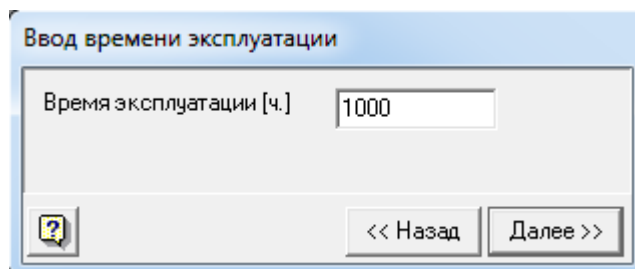 Ввод времени эксплуатации
Время эксплуатации [ч.] 1000
<< Назад Далее >>